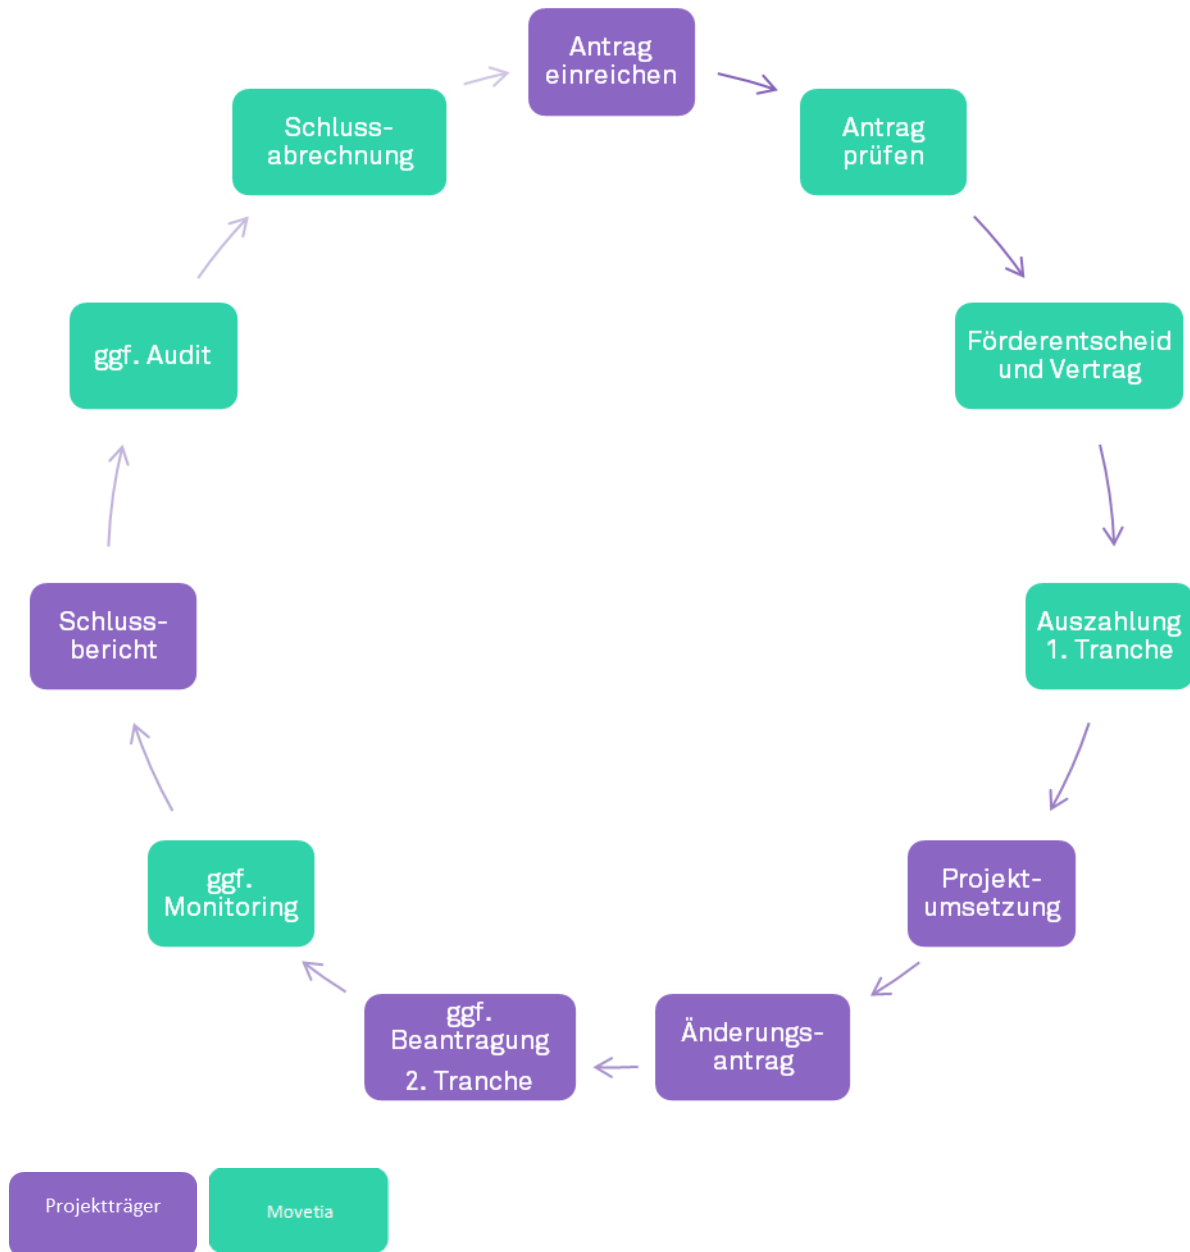 Antrag
einreichen
Antrag
prüfen
Förderentscheid
und Vertrag
Auszahlung
1. Tranche
Projekt-
umsetzung
Änderungs-
antrag
ggf.
Beantragung
2. Tranche
ggf.
Monitoring
Schluss-
bericht
ggf. Audit
Schluss-
abrechnung
Projektträger
Movetia